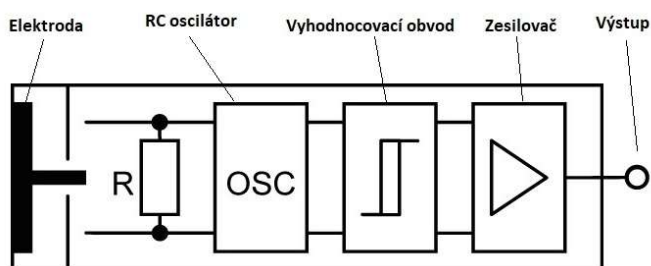 Elektroda
RC oscilátor
Vyhodnocovací obvod
Zesilovač
Výstup
R
OSC